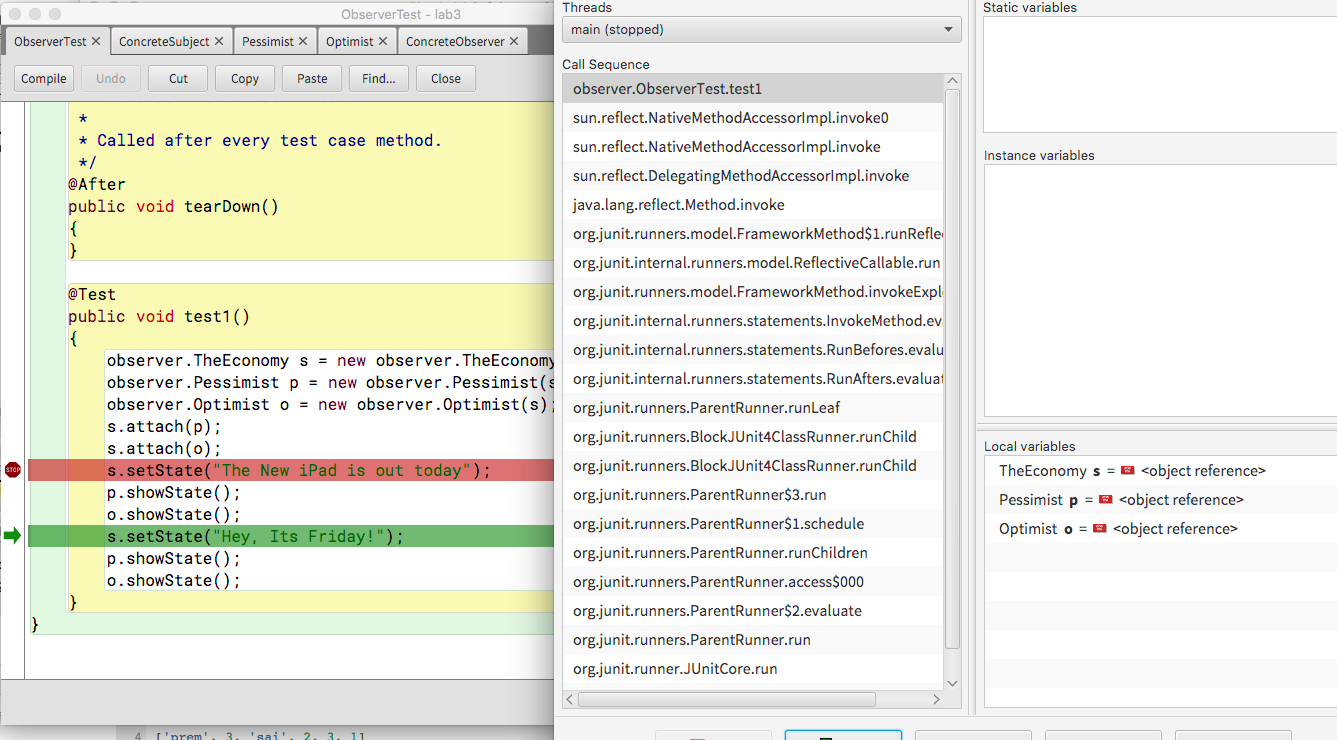 ObserverTest - lab3
ObserverTest ✕ ConcreteSubject ✕ Pessimist ✕ Optimist ✕ ConcreteObserver ✕
Compile Undo Cut Copy Paste Find... Close
*
* Called after every test case method.
*/
@After
public void tearDown()
{
}
@Test
public void test1()
{
observer.TheEconomy s = new observer.TheEconomy
observer.Pessimist p = new observer.Pessimist(s
observer.Optimist o = new observer.Optimist(s);
s.attach(p);
s.attach(o);
STOP s.setState("The New iPad is out today");
p.showState();
o.showState();
s.setState("Hey, Its Friday!");
p.showState();
o.showState();
}
}
4 ['prem', 3, 'sai', 2, 3, 1]
Threads
main (stopped)
Call Sequence
observer.ObserverTest.test1
sun.reflect.NativeMethodAccessorImpl.invoke0
sun.reflect.NativeMethodAccessorImpl.invoke
sun.reflect.DelegatingMethodAccessorImpl.invoke
java.lang.reflect.Method.invoke
org.junit.runners.model.FrameworkMethod$1.runRefle
org.junit.internal.runners.model.ReflectiveCallable.run
org.junit.runners.model.FrameworkMethod.invokeExpl
org.junit.internal.runners.statements.InvokeMethod.eva
org.junit.internal.runners.statements.RunBefores.evalu
org.junit.internal.runners.statements.RunAfters.evaluat
org.junit.runners.ParentRunner.runLeaf
org.junit.runners.BlockJUnit4ClassRunner.runChild
org.junit.runners.BlockJUnit4ClassRunner.runChild
org.junit.runners.ParentRunner$3.run
org.junit.runners.ParentRunner$1.schedule
org.junit.runners.ParentRunner.runChildren
org.junit.runners.ParentRunner.access$000
org.junit.runners.ParentRunner$2.evaluate
org.junit.runners.ParentRunner.run
org.junit.runner.JUnitCore.run
Static variables
Instance variables
Local variables
TheEconomy s = <object reference>
Pessimist p = <object reference>
Optimist o = <object reference>